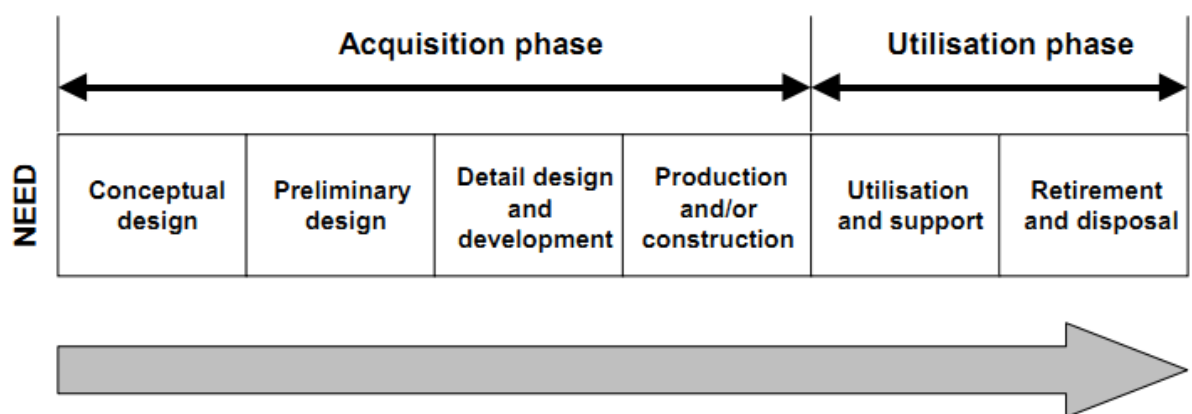 Acquisition phase
Utilisation phase
NEED
Conceptual
design
Preliminary
design
Detail design
and
development
Production
and/or
construction
Utilisation
and support
Retirement
and disposal